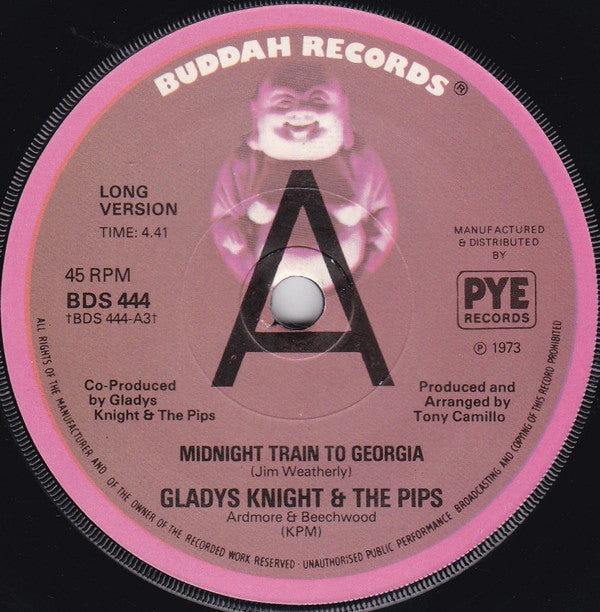 BUDDAH RECORDS®
LONG
VERSION
TIME: 4.41
A
MANUFACTURED
& DISTRIBUTED
BY
45 RPM
BDS 444
†BDS 444-A3†
PYE
RECORDS
℗ 1973
Co-Produced
by Gladys
Knight & The Pips
Produced and
Arranged by
Tony Camillo
MIDNIGHT TRAIN TO GEORGIA
(Jim Weatherly)
GLADYS KNIGHT & THE PIPS
Ardmore & Beechwood
(KPM)
ALL RIGHTS OF THE MANUFACTURER AND OF THE OWNER OF THE RECORDED WORK RESERVED · UNAUTHORISED PUBLIC PERFORMANCE BROADCASTING AND COPYING OF THIS RECORD PROHIBITED